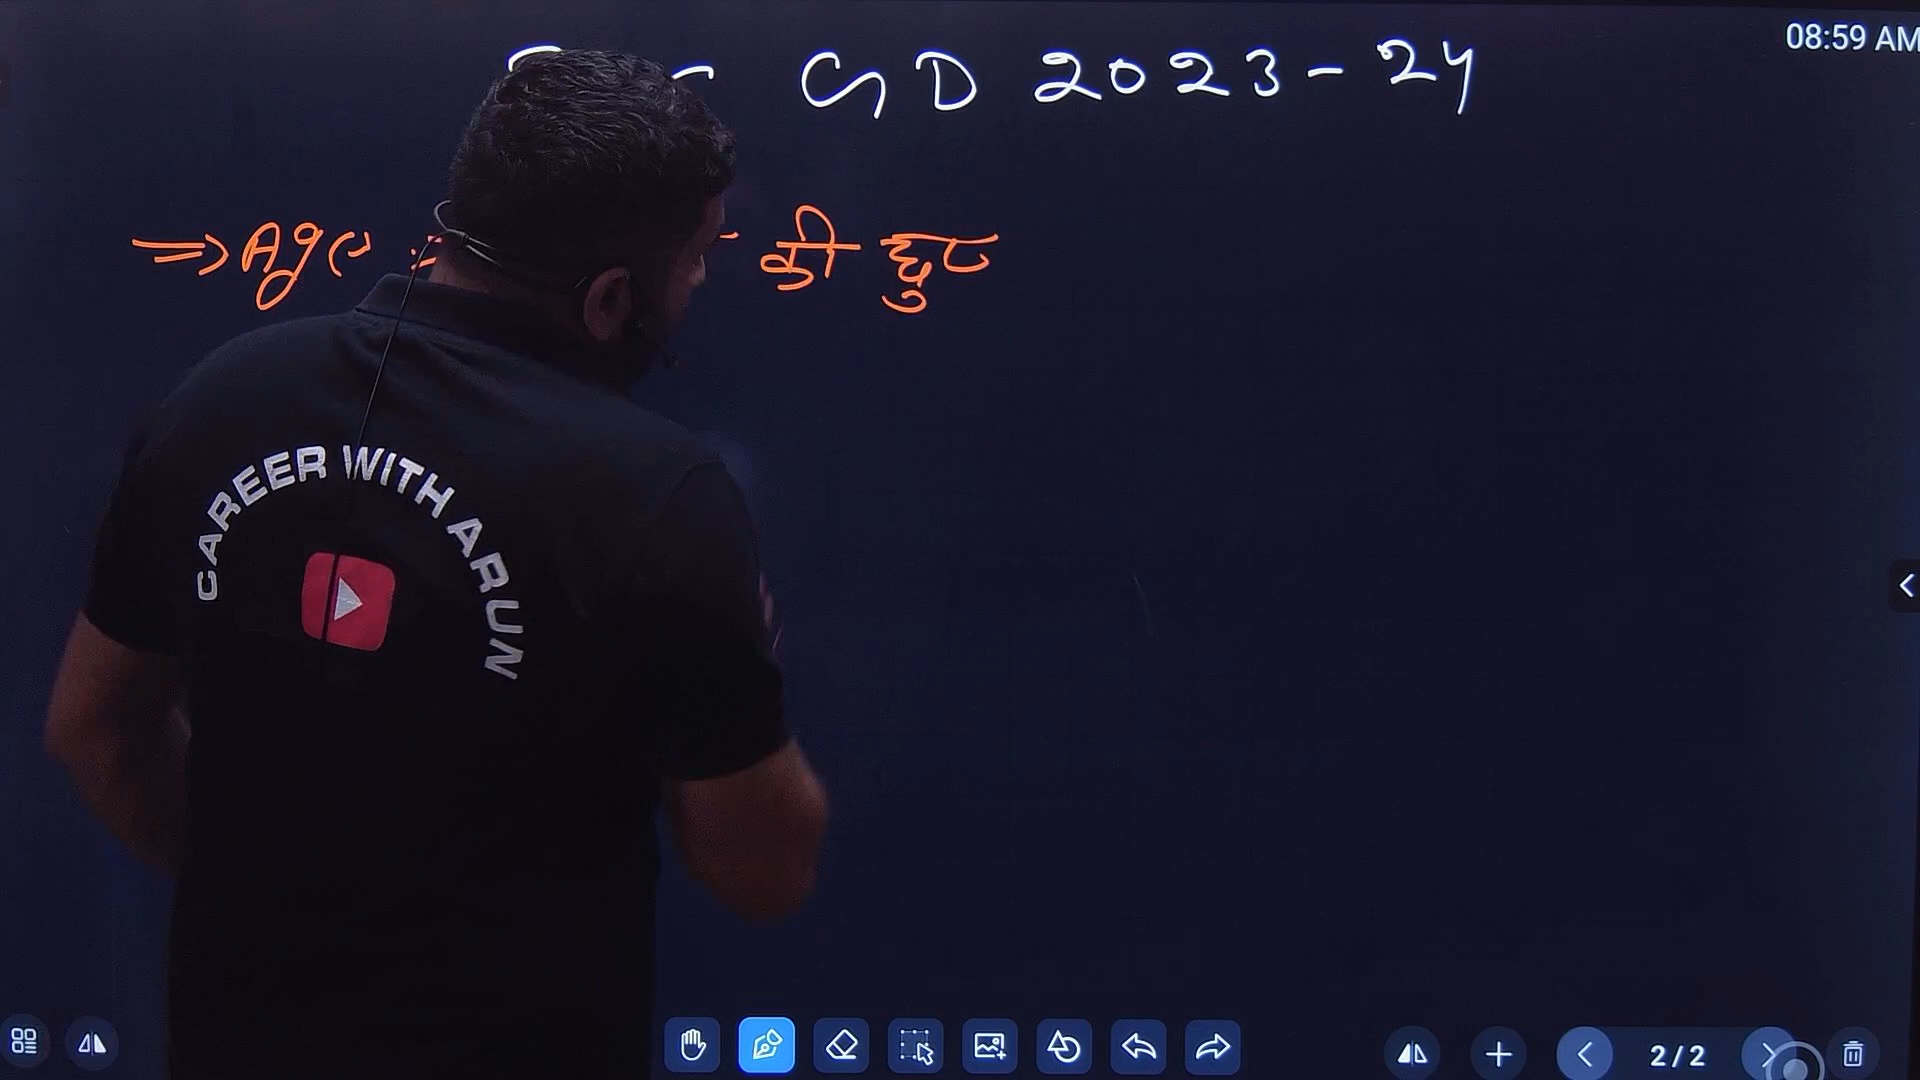 08:59 AM
GD 2023-24
⇒ Age की छुट
CAREER WITH ARUN
2/2